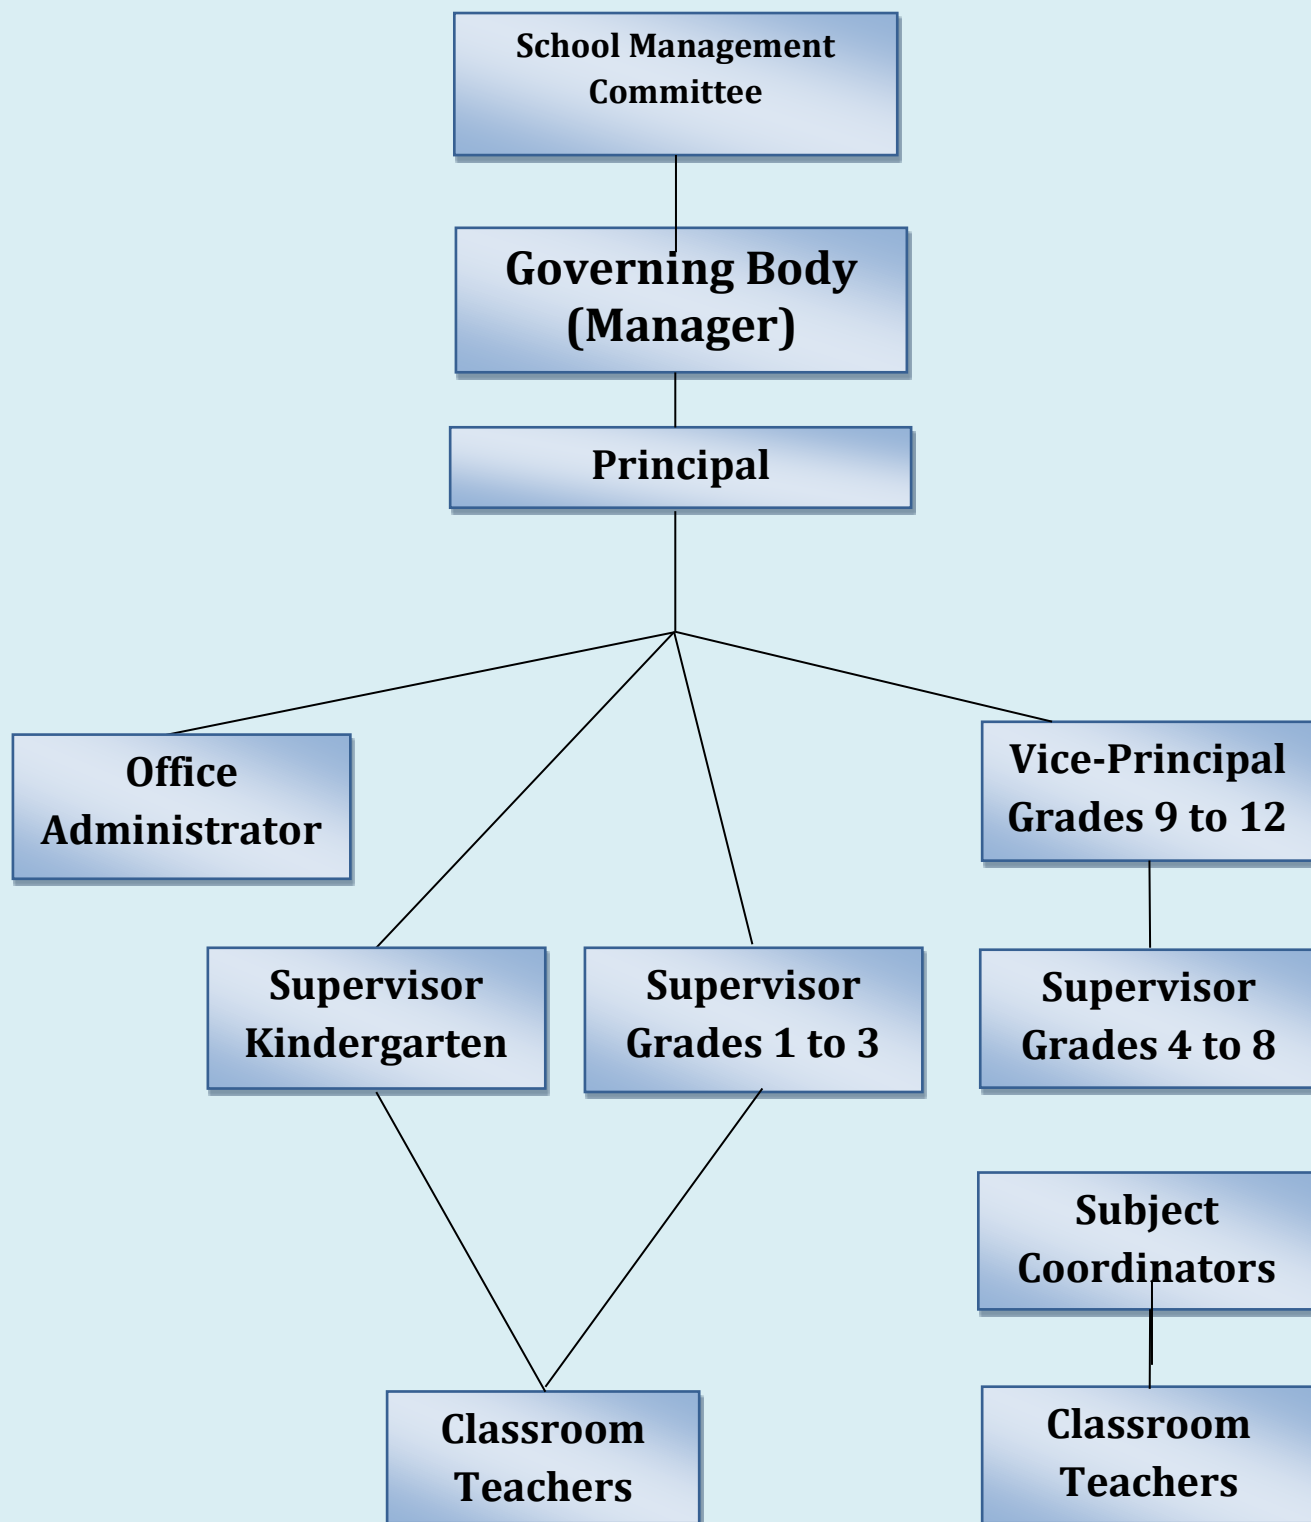 School Management
Committee
Governing Body
(Manager)
Principal
Office
Administrator
Vice-Principal
Grades 9 to 12
Supervisor
Kindergarten
Supervisor
Grades 1 to 3
Supervisor
Grades 4 to 8
Subject
Coordinators
Classroom
Teachers
Classroom
Teachers